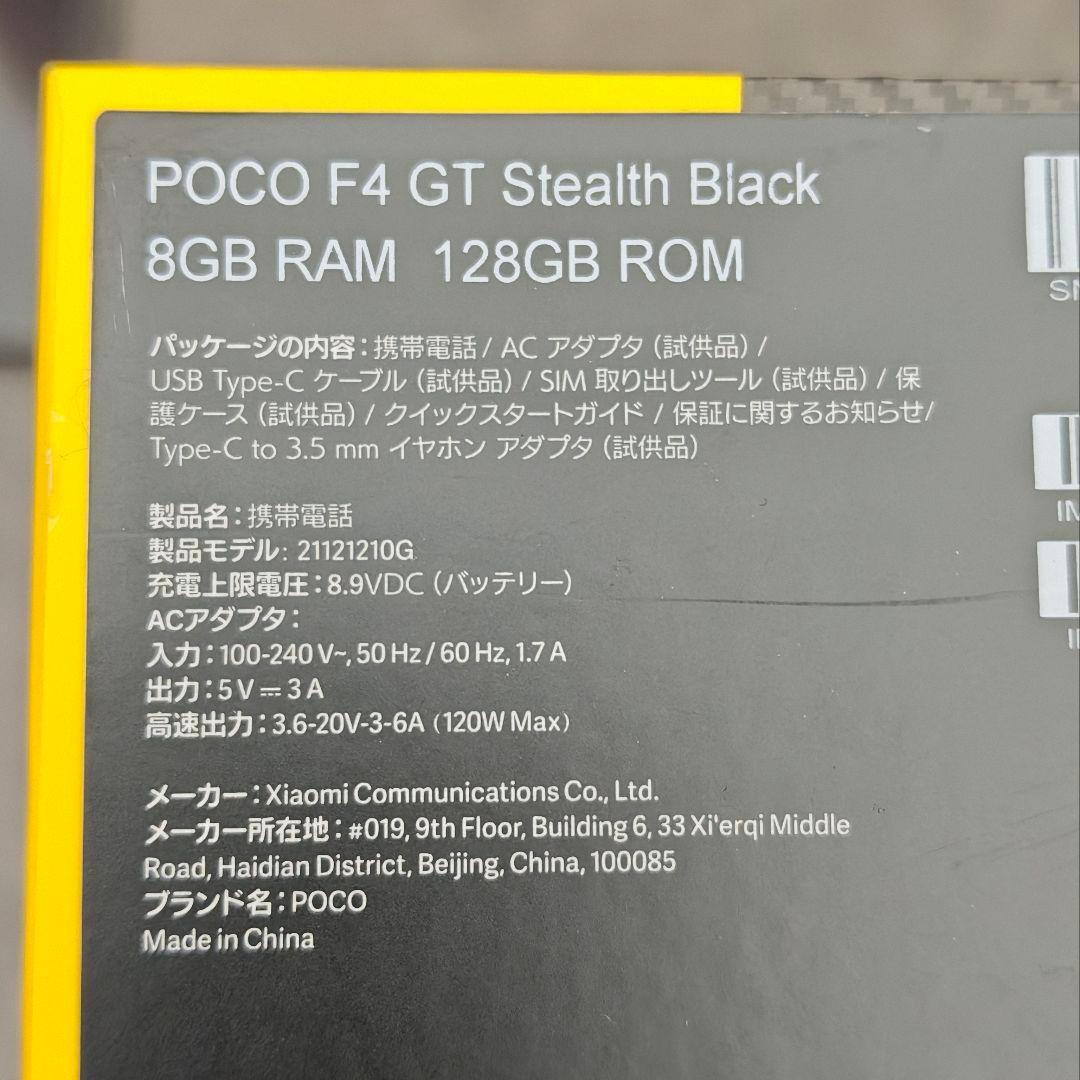 POCO F4 GT Stealth Black
8GB RAM 128GB ROM
SN
パッケージの内容：携帯電話 / AC アダプタ（試供品）/
USB Type-C ケーブル（試供品）/ SIM 取り出しツール（試供品）/ 保
護ケース（試供品）/ クイックスタートガイド / 保証に関するお知らせ/
Type-C to 3.5 mm イヤホン アダプタ（試供品）
製品名：携帯電話
製品モデル: 21121210G
充電上限電圧：8.9VDC（バッテリー）
ACアダプタ：
入力：100-240 V~, 50 Hz / 60 Hz, 1.7 A
出力：5 V ⎓ 3 A
高速出力：3.6-20V-3-6A（120W Max）
メーカー：Xiaomi Communications Co., Ltd.
メーカー所在地：#019, 9th Floor, Building 6, 33 Xi'erqi Middle
Road, Haidian District, Beijing, China, 100085
ブランド名：POCO
Made in China